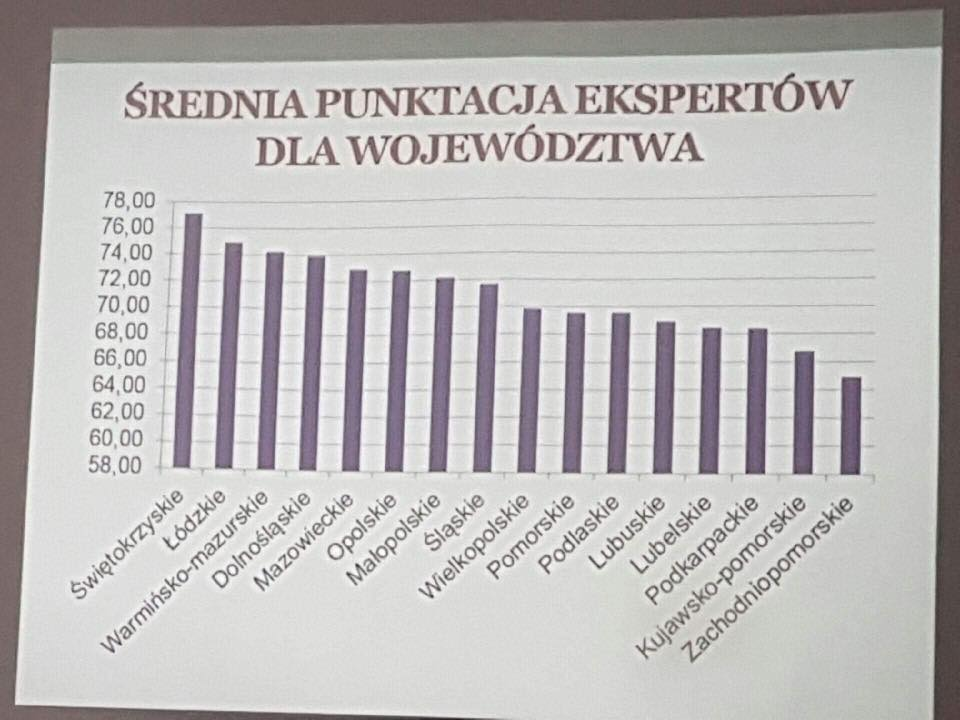 ŚREDNIA PUNKTACJA EKSPERTÓW
DLA WOJEWÓDZTWA
78,00
76,00
74,00
72,00
70,00
68,00
66,00
64,00
62,00
60,00
58,00
Świętokrzyskie
Łódzkie
Warmińsko-mazurskie
Dolnośląskie
Mazowieckie
Opolskie
Małopolskie
Śląskie
Wielkopolskie
Pomorskie
Podlaskie
Lubuskie
Lubelskie
Podkarpackie
Kujawsko-pomorskie
Zachodniopomorskie